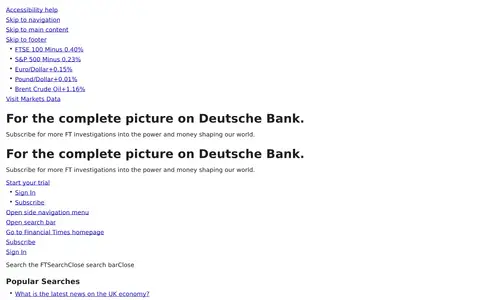 Accessibility help
Skip to navigation
Skip to main content
Skip to footer
• FTSE 100 Minus 0.40%
• S&P 500 Minus 0.23%
• Euro/Dollar+0.15%
• Pound/Dollar+0.01%
• Brent Crude Oil+1.16%
Visit Markets Data
For the complete picture on Deutsche Bank.
Subscribe for more FT investigations into the power and money shaping our world.
For the complete picture on Deutsche Bank.
Subscribe for more FT investigations into the power and money shaping our world.
Start your trial
• Sign In
• Subscribe
Open side navigation menu
Open search bar
Go to Financial Times homepage
Subscribe
Sign In
Search the FTSearchClose search barClose
Popular Searches
• What is the latest news on the UK economy?